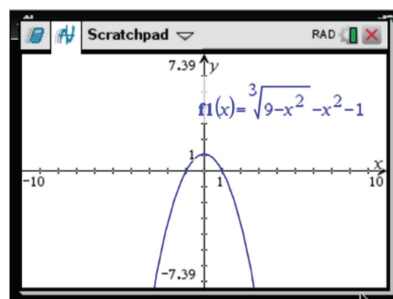 Scratchpad RAD
7.39 y
f1(x)=∛(9-x²) -x²-1
1 x
-10 1 10
-7.39